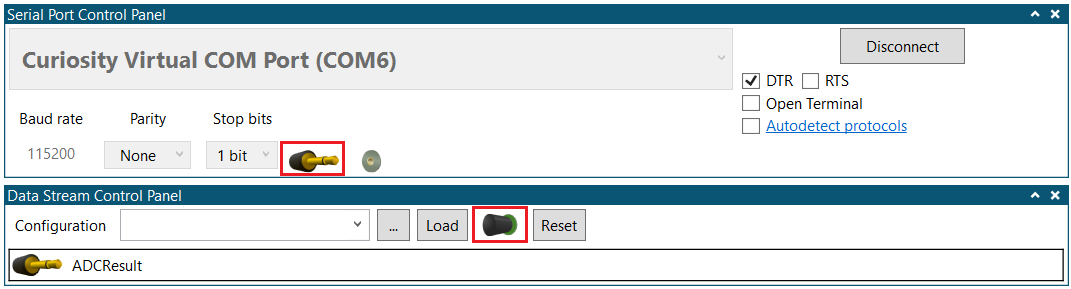 Serial Port Control Panel
Curiosity Virtual COM Port (COM6)
Disconnect
DTR RTS
Open Terminal
Autodetect protocols
Baud rate Parity Stop bits
115200 None 1 bit
Data Stream Control Panel
Configuration ... Load Reset
ADCResult